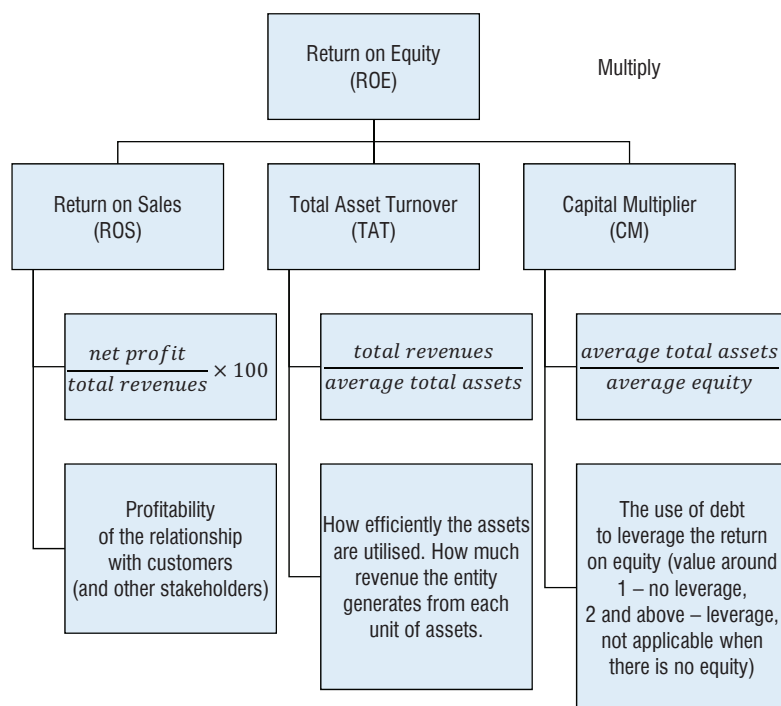 Return on Equity
(ROE)
Multiply
Return on Sales
(ROS)
Total Asset Turnover
(TAT)
Capital Multiplier
(CM)
net profit
total revenues
× 100
total revenues
average total assets
average total assets
average equity
Profitability
of the relationship
with customers
(and other stakeholders)
How efficiently the assets
are utilised. How much
revenue the entity
generates from each
unit of assets.
The use of debt
to leverage the return
on equity (value around
1 – no leverage,
2 and above – leverage,
not applicable when
there is no equity)